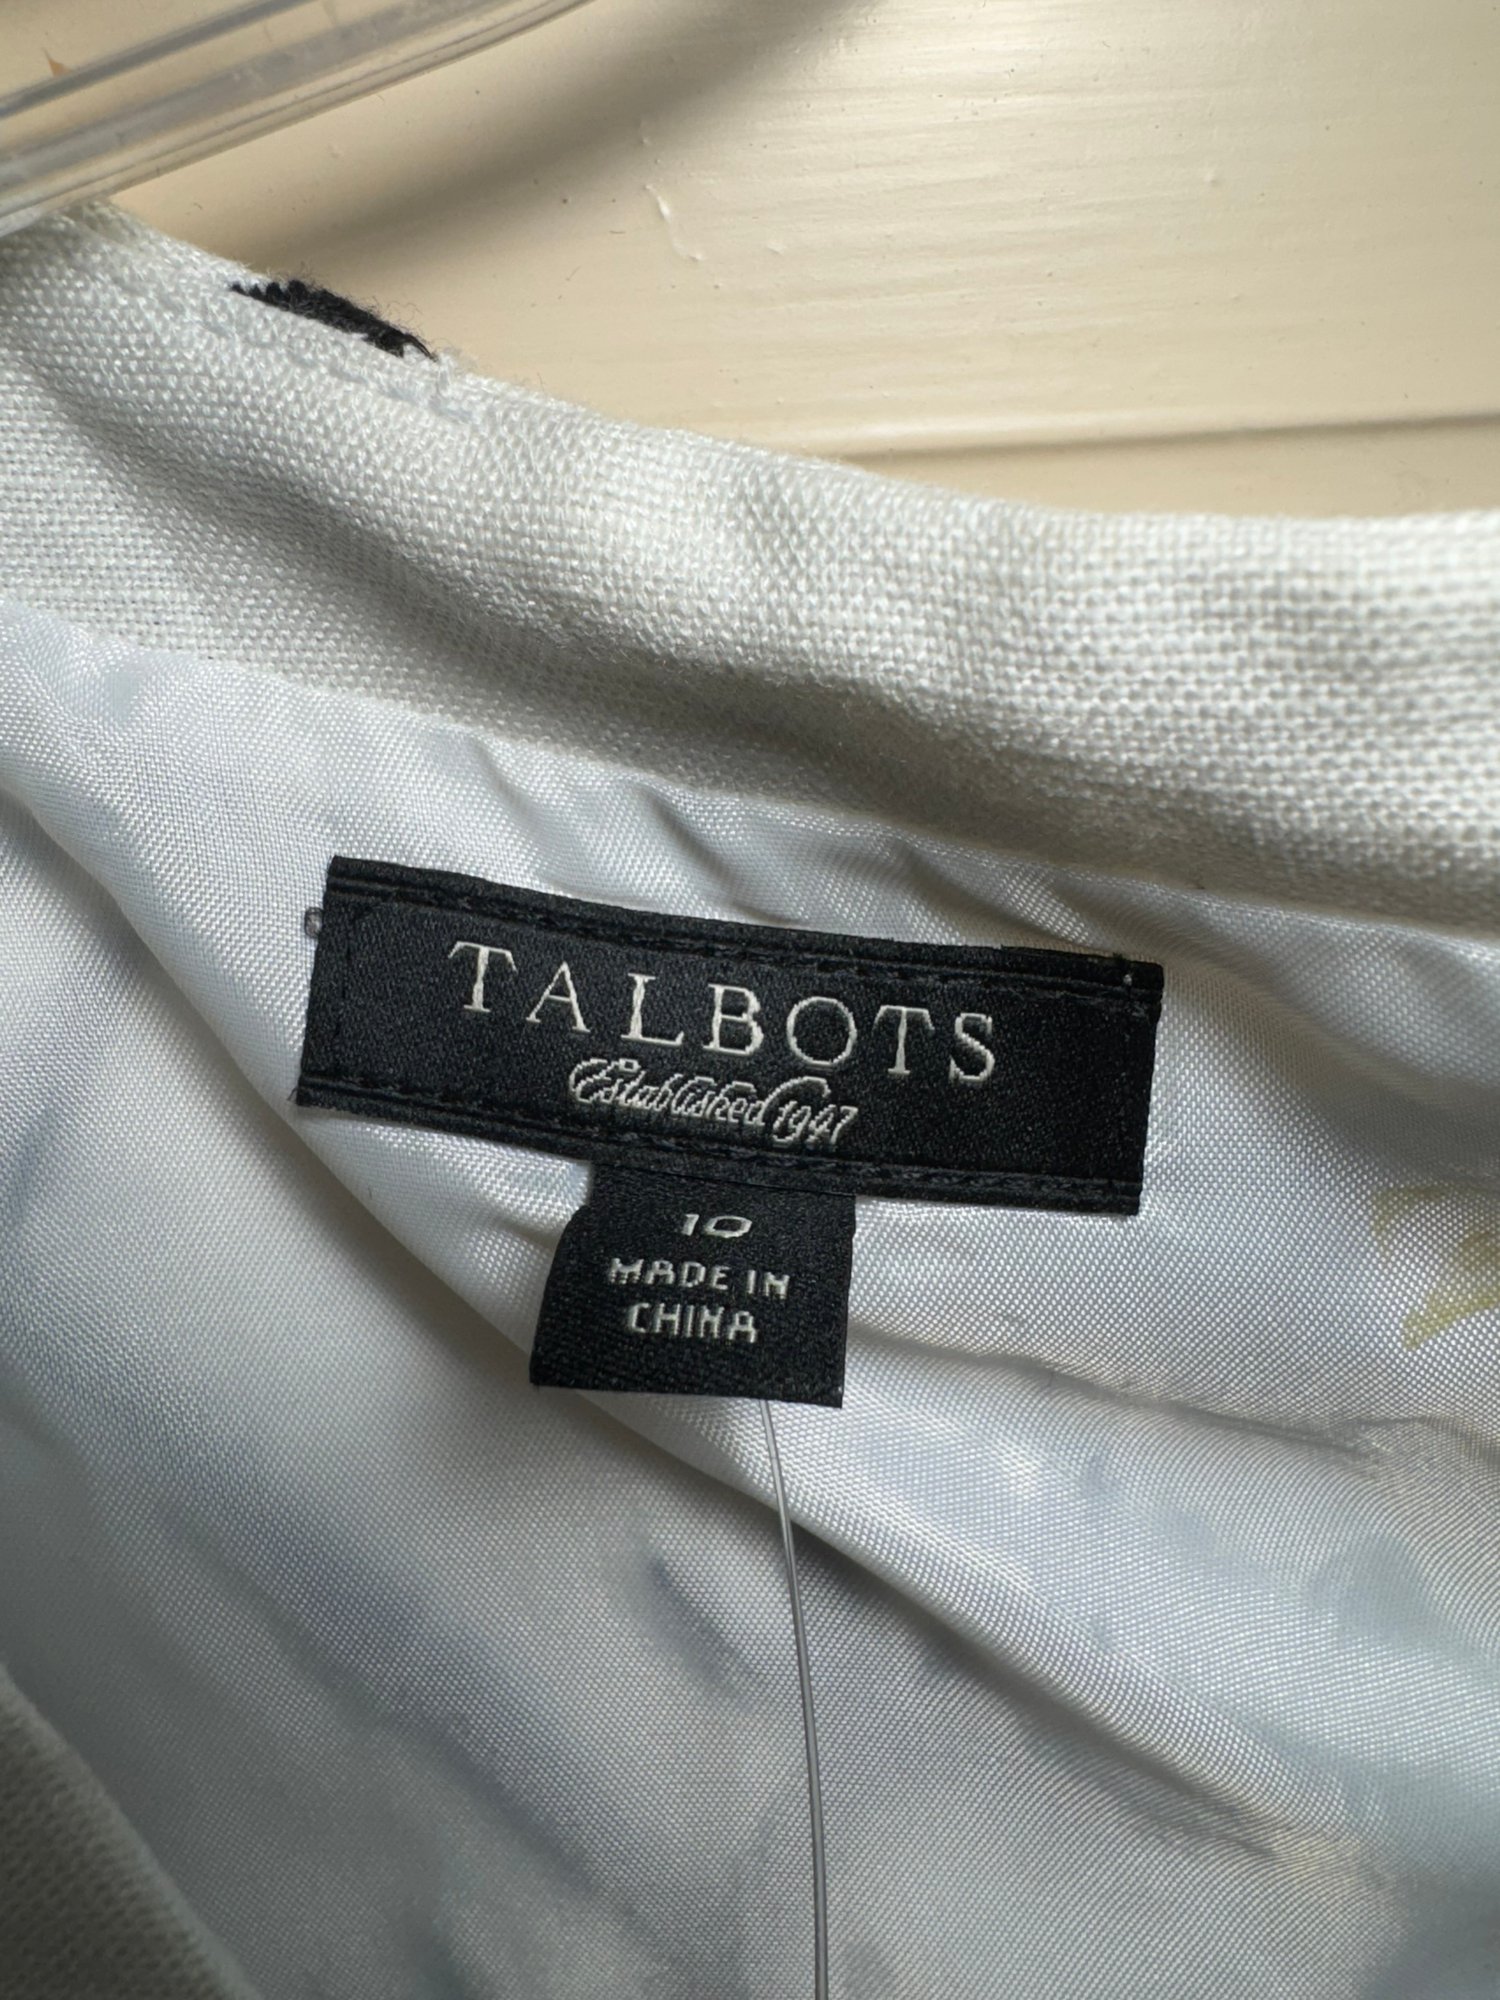 TALBOTS
Established 1947
10
MADE IN
CHINA